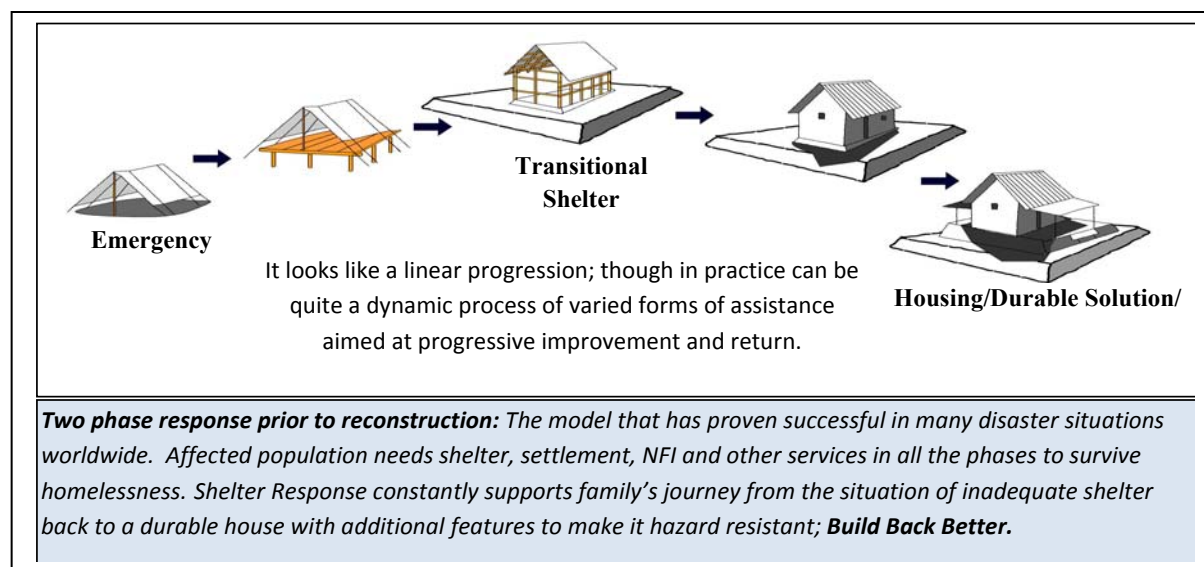 Transitional
Shelter
Emergency
It looks like a linear progression; though in practice can be
quite a dynamic process of varied forms of assistance
aimed at progressive improvement and return.
Housing/Durable Solution/
Two phase response prior to reconstruction: The model that has proven successful in many disaster situations
worldwide.  Affected population needs shelter, settlement, NFI and other services in all the phases to survive
homelessness. Shelter Response constantly supports family’s journey from the situation of inadequate shelter
back to a durable house with additional features to make it hazard resistant; Build Back Better.